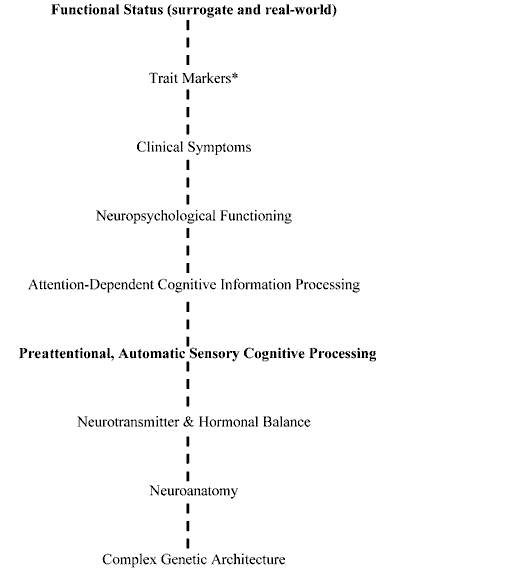 Functional Status (surrogate and real-world)
Trait Markers*
Clinical Symptoms
Neuropsychological Functioning
Attention-Dependent Cognitive Information Processing
Preattentional, Automatic Sensory Cognitive Processing
Neurotransmitter & Hormonal Balance
Neuroanatomy
Complex Genetic Architecture